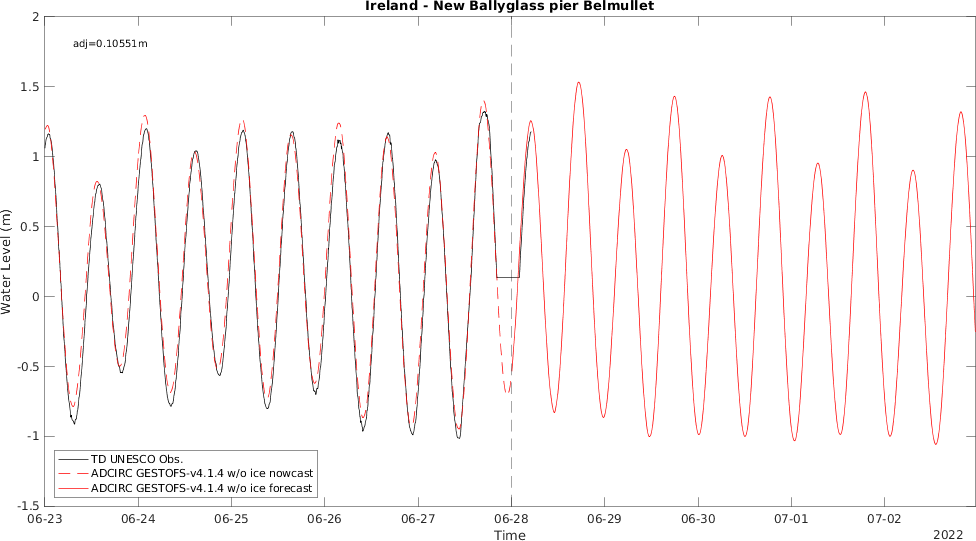 Ireland - New Ballyglass pier Belmullet
2
adj=0.10551m
1.5
1
0.5
0
-0.5
-1
-1.5
Water Level (m)
TD UNESCO Obs.
ADCIRC GESTOFS-v4.1.4 w/o ice nowcast
ADCIRC GESTOFS-v4.1.4 w/o ice forecast
06-23 06-24 06-25 06-26 06-27 06-28 06-29 06-30 07-01 07-02
Time
2022